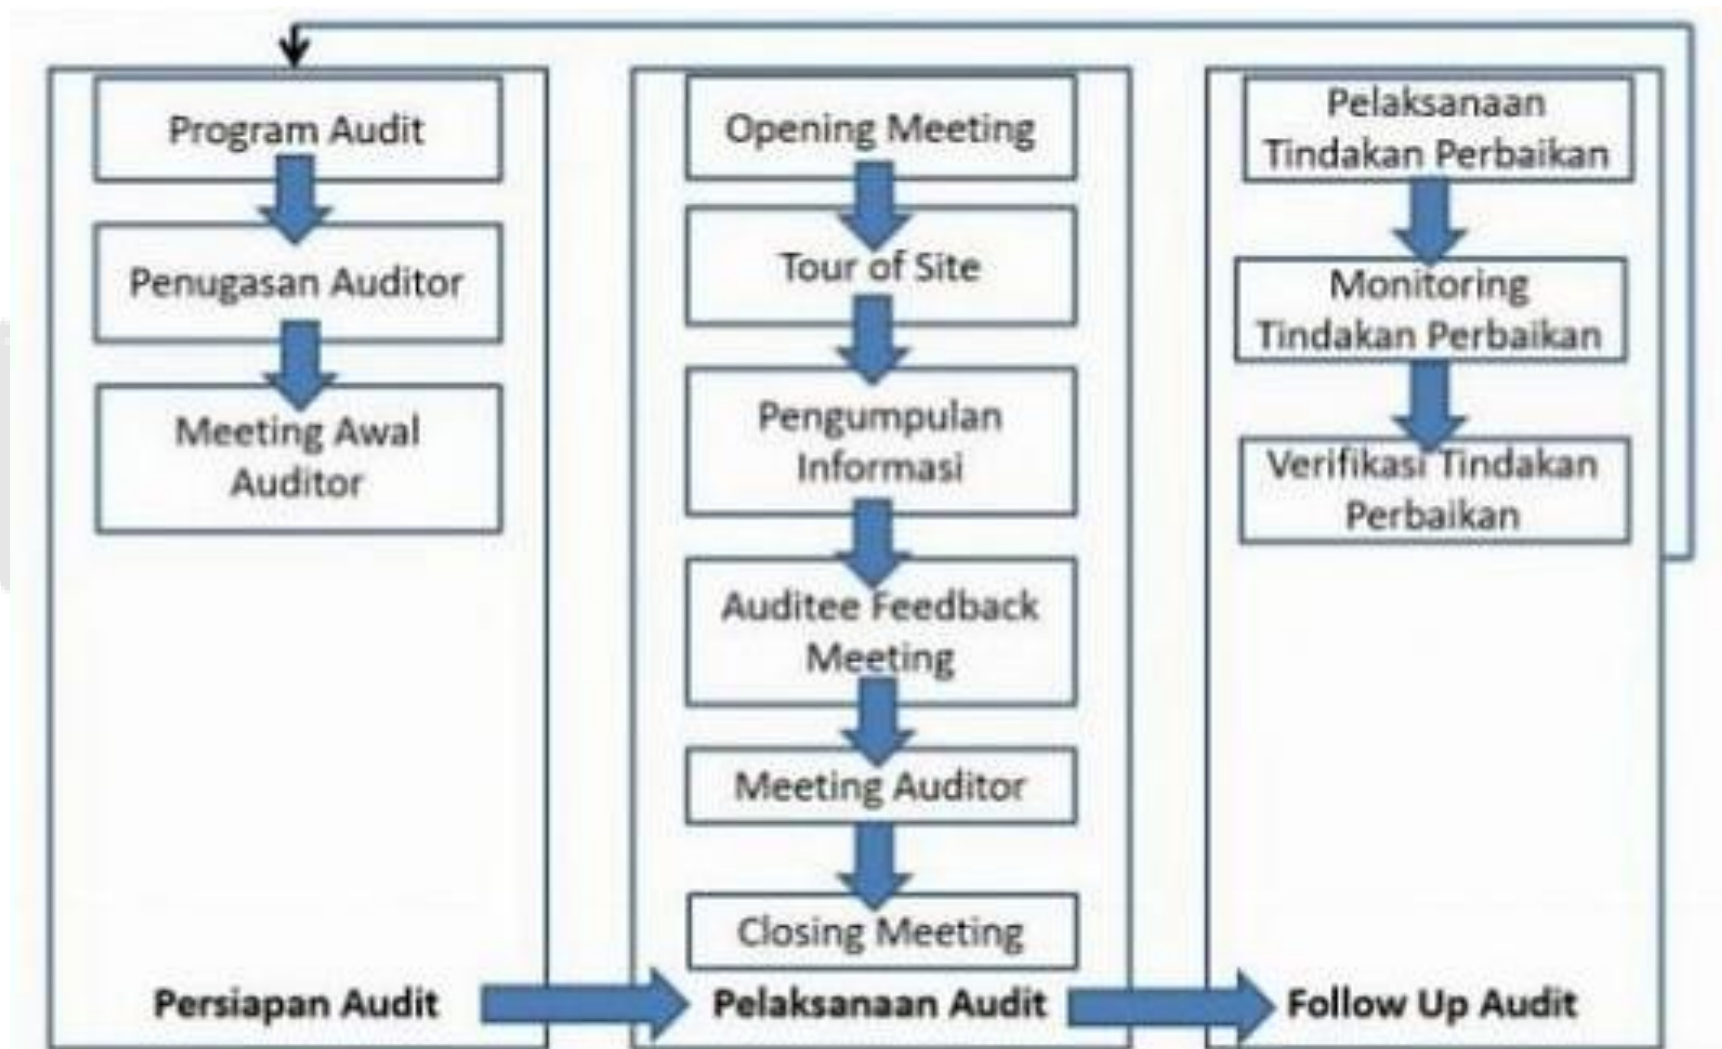 Program Audit
Penugasan Auditor
Meeting Awal
Auditor
Persiapan Audit
Opening Meeting
Tour of Site
Pengumpulan
Informasi
Auditee Feedback
Meeting
Meeting Auditor
Closing Meeting
Pelaksanaan Audit
Pelaksanaan
Tindakan Perbaikan
Monitoring
Tindakan Perbaikan
Verifikasi Tindakan
Perbaikan
Follow Up Audit